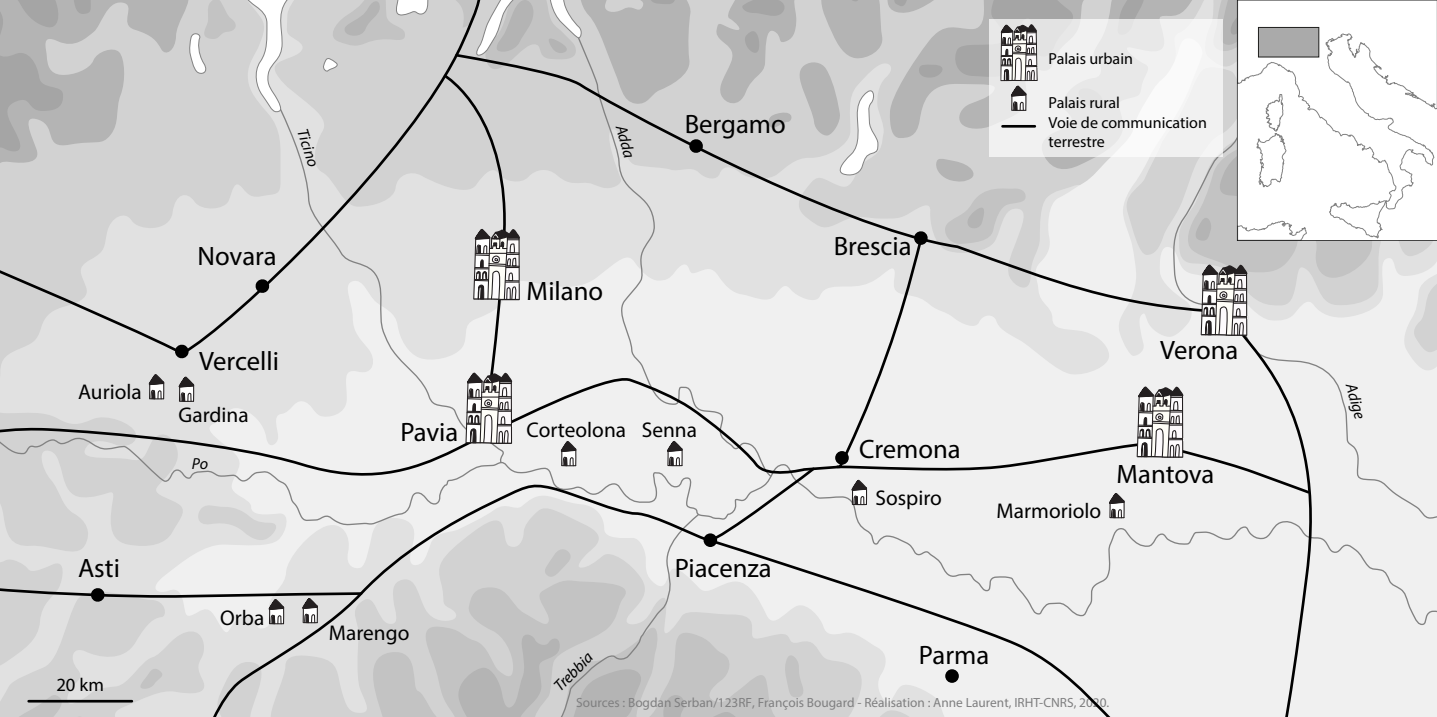 Palais urbain
Palais rural
Voie de communication
terrestre
Ticino
Adda
Bergamo
Brescia
Novara
Milano
Verona
Vercelli
Auriola
Gardina
Adige
Pavia
Corteolona
Senna
Cremona
Mantova
Po
Sospiro
Marmoriolo
Asti
Piacenza
Orba
Marengo
Parma
Trebbia
20 km
Sources : Bogdan Serban/123RF, François Bougard - Réalisation : Anne Laurent, IRHT-CNRS, 2020.